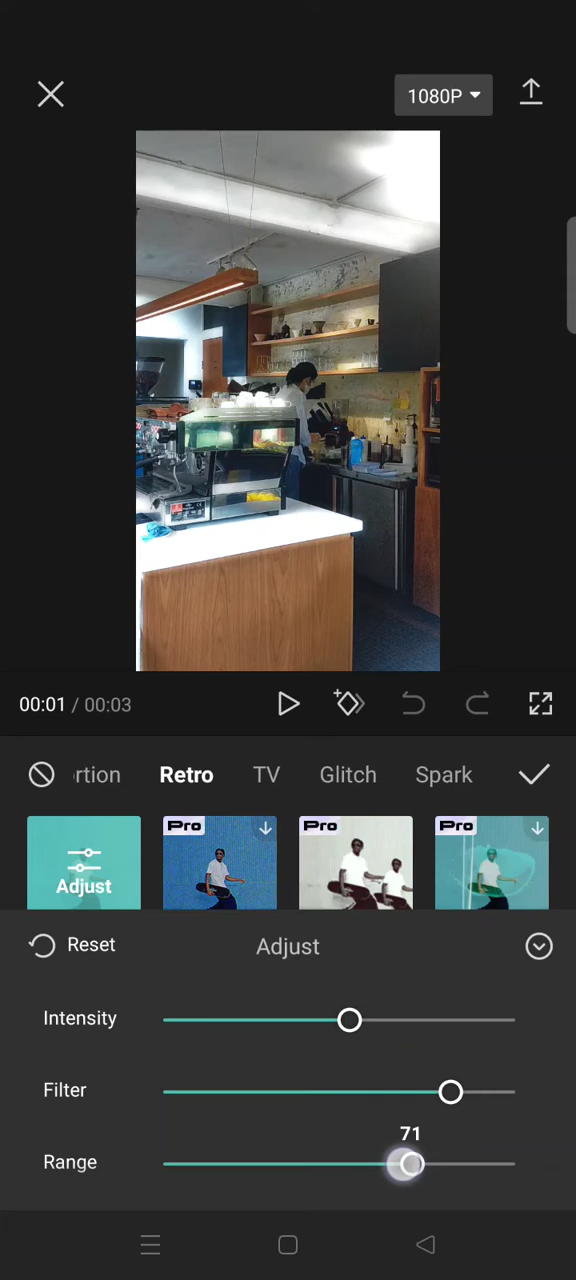 1080P
00:01 / 00:03
rtion Retro TV Glitch Spark
Pro Pro Pro
Adjust
Reset Adjust
Intensity
Filter
71
Range